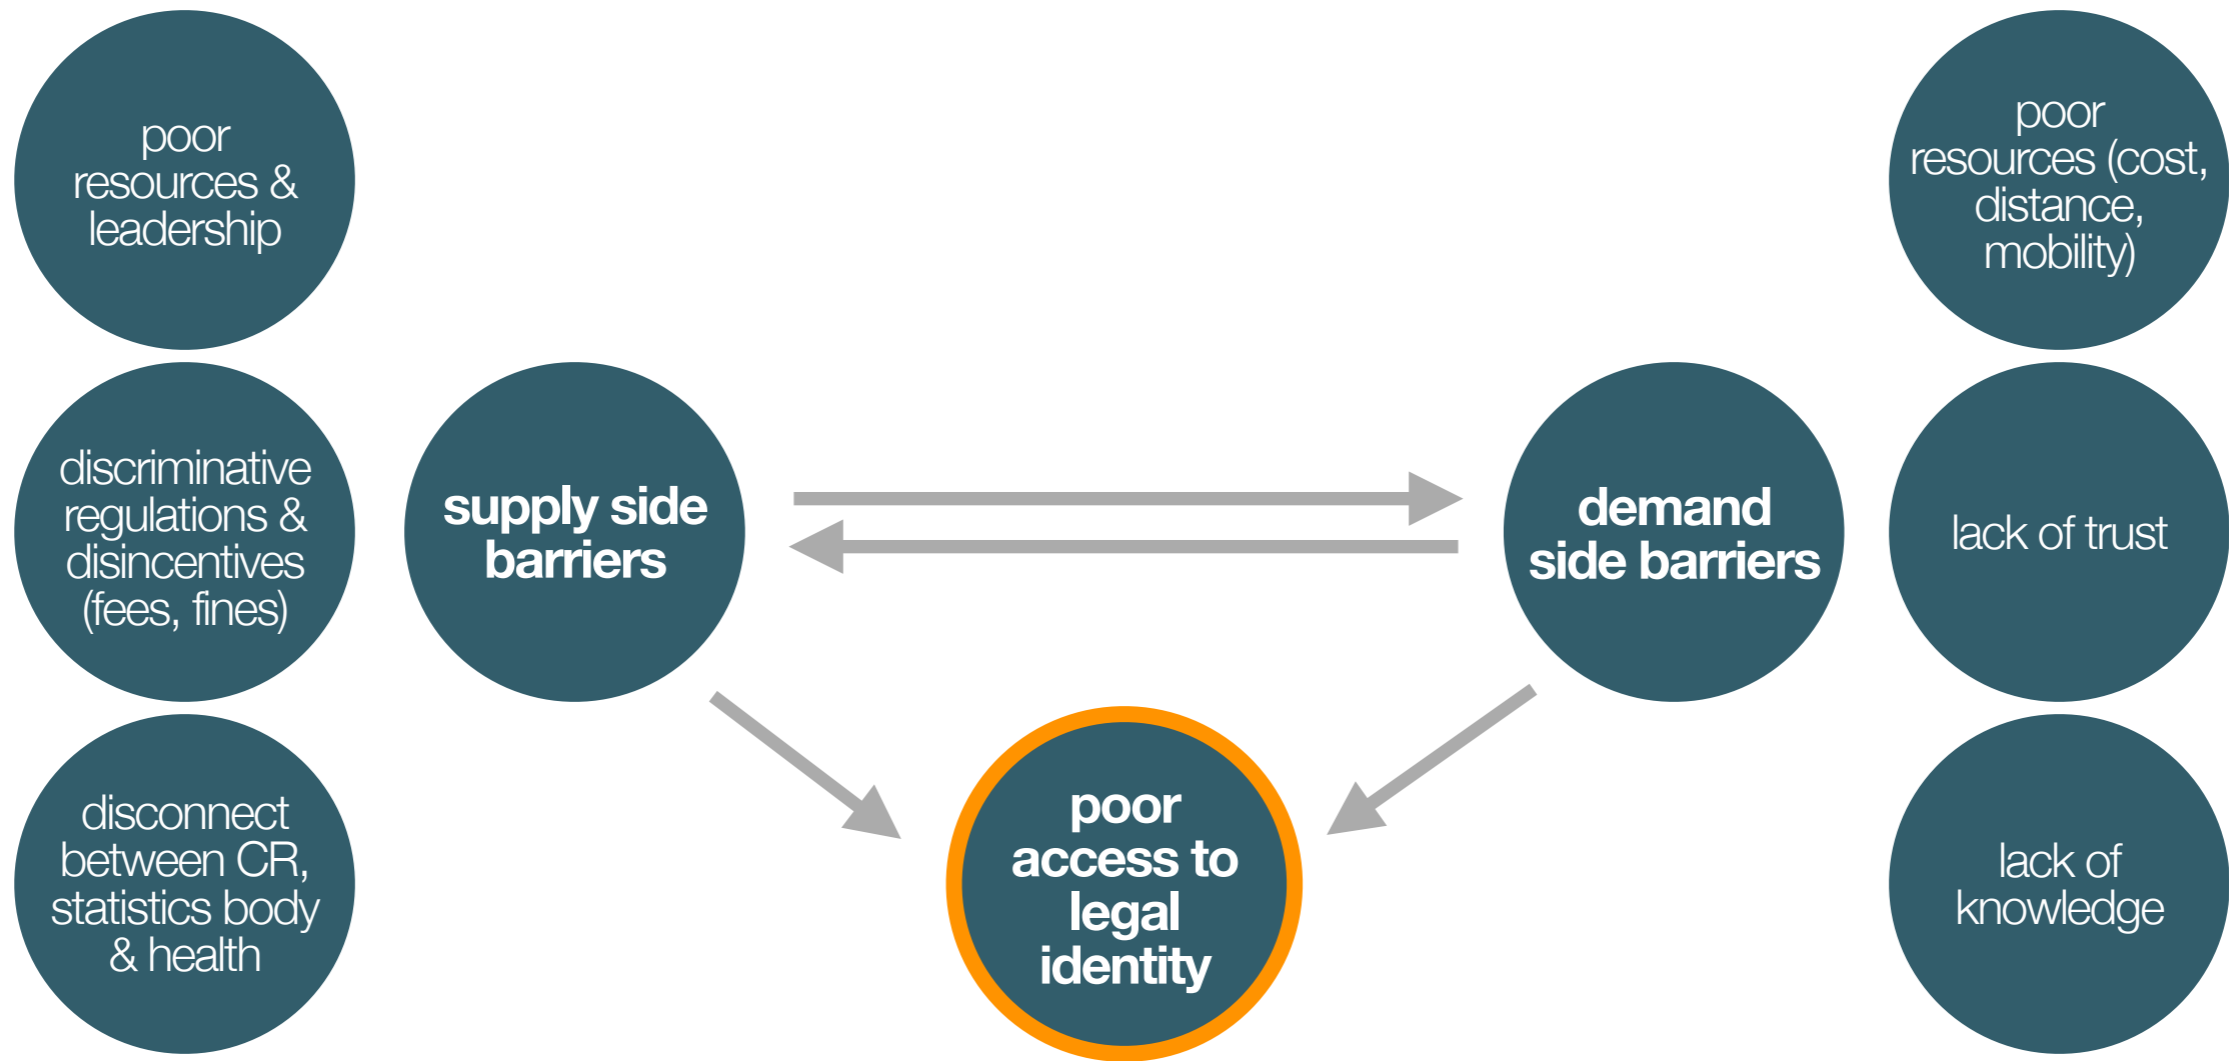 poor
resources &
leadership
discriminative
regulations &
disincentives
(fees, fines)
disconnect
between CR,
statistics body
& health
supply side
barriers
poor
access to
legal
identity
demand
side barriers
poor
resources (cost,
distance,
mobility)
lack of trust
lack of
knowledge